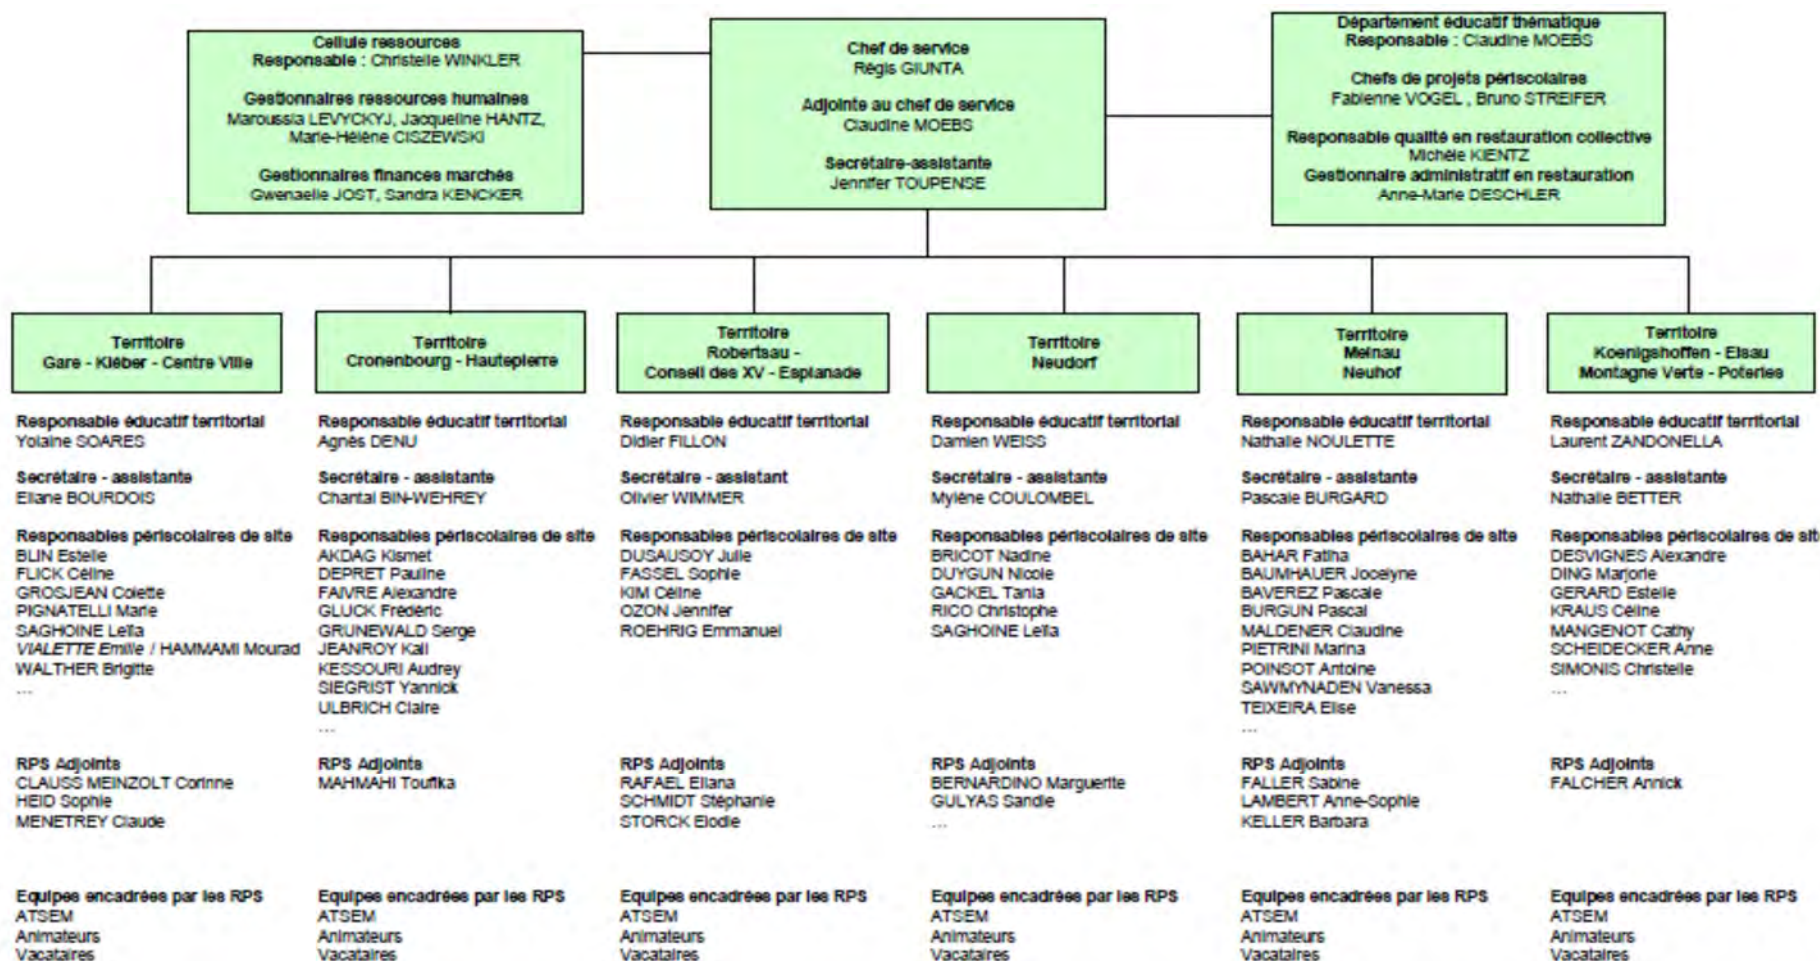 Cellule ressources
Responsable : Christelle WINKLER
Gestionnaires ressources humaines
Maroussia LEVYCKYJ, Jacqueline HANTZ,
Marie-Hélène CISZEWSKI
Gestionnaires finances marchés
Gwenaelle JOST, Sandra KENCKER
Chef de service
Régis GIUNTA
Adjointe au chef de service
Claudine MOEBS
Secrétaire-assistante
Jennifer TOUPENSE
Département éducatif thématique
Responsable : Claudine MOEBS
Chefs de projets périscolaires
Fabienne VOGEL , Bruno STREIFER
Responsable qualité en restauration collective
Michèle KIENTZ
Gestionnaire administratif en restauration
Anne-Marie DESCHLER
Territoire
Gare - Kléber - Centre Ville
Responsable éducatif territorial
Yolaine SOARES
Secrétaire - assistante
Eliane BOURDOIS
Responsables périscolaires de site
BLIN Estelle
FLICK Céline
GROSJEAN Colette
PIGNATELLI Marie
SAGHOINE Leïla
VIALETTE Emilie / HAMMAMI Mourad
WALTHER Brigitte
...
RPS Adjoints
CLAUSS MEINZOLT Corinne
HEID Sophie
MENETREY Claude
Equipes encadrées par les RPS
ATSEM
Animateurs
Vacataires
Territoire
Cronenbourg - Hautepierre
Responsable éducatif territorial
Agnès DENU
Secrétaire - assistante
Chantal BIN-WEHREY
Responsables périscolaires de site
AKDAG Kismet
DEPRET Pauline
FAIVRE Alexandre
GLUCK Frédéric
GRUNEWALD Serge
JEANROY Kali
KESSOURI Audrey
SIEGRIST Yannick
ULBRICH Claire
...
RPS Adjoints
MAHMAHI Toufika
Equipes encadrées par les RPS
ATSEM
Animateurs
Vacataires
Territoire
Robertsau -
Conseil des XV - Esplanade
Responsable éducatif territorial
Didier FILLON
Secrétaire - assistant
Olivier WIMMER
Responsables périscolaires de site
DUSAUSOY Julie
FASSEL Sophie
KIM Céline
OZON Jennifer
ROEHRIG Emmanuel
RPS Adjoints
RAFAEL Eliana
SCHMIDT Stéphanie
STORCK Elodie
Equipes encadrées par les RPS
ATSEM
Animateurs
Vacataires
Territoire
Neudorf
Responsable éducatif territorial
Damien WEISS
Secrétaire - assistante
Mylène COULOMBEL
Responsables périscolaires de site
BRICOT Nadine
DUYGUN Nicole
GACKEL Tania
RICO Christophe
SAGHOINE Leïla
RPS Adjoints
BERNARDINO Marguerite
GULYAS Sandie
...
Equipes encadrées par les RPS
ATSEM
Animateurs
Vacataires
Territoire
Meinau
Neuhof
Responsable éducatif territorial
Nathalie NOULETTE
Secrétaire - assistante
Pascale BURGARD
Responsables périscolaires de site
BAHAR Fatiha
BAUMHAUER Jocelyne
BAVEREZ Pascale
BURGUN Pascal
MALDENER Claudine
PIETRINI Marina
POINSOT Antoine
SAWMYNADEN Vanessa
TEIXEIRA Elise
...
RPS Adjoints
FALLER Sabine
LAMBERT Anne-Sophie
KELLER Barbara
Equipes encadrées par les RPS
ATSEM
Animateurs
Vacataires
Territoire
Koenigshoffen - Elsau
Montagne Verte - Poteries
Responsable éducatif territorial
Laurent ZANDONELLA
Secrétaire - assistante
Nathalie BETTER
Responsables périscolaires de site
DESVIGNES Alexandre
DING Marjorie
GERARD Estelle
KRAUS Céline
MANGENOT Cathy
SCHEIDECKER Anne
SIMONIS Christelle
...
RPS Adjoints
FALCHER Annick
Equipes encadrées par les RPS
ATSEM
Animateurs
Vacataires